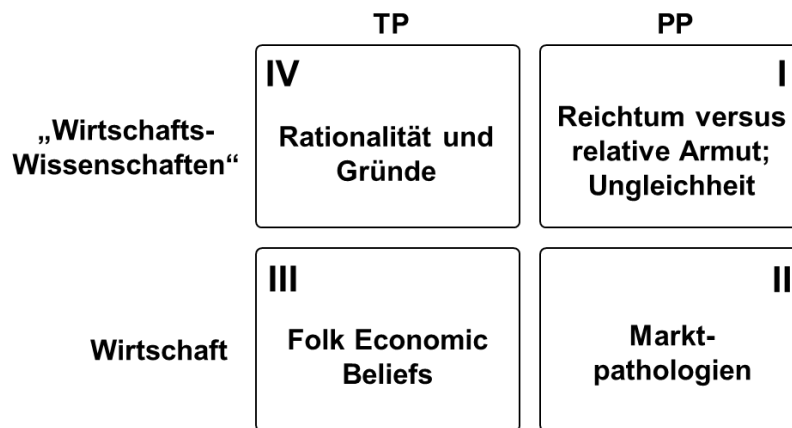 TP
PP
IV
Rationalität und
Gründe
I
Reichtum versus
relative Armut;
Ungleichheit
„Wirtschafts-
Wissenschaften“
III
Folk Economic
Beliefs
II
Markt-
pathologien
Wirtschaft